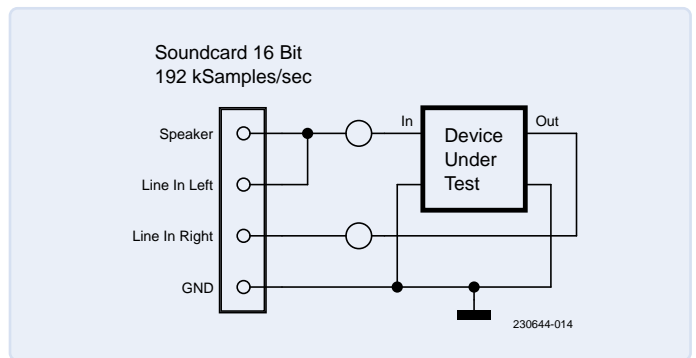 Soundcard 16 Bit
192 kSamples/sec
Speaker
Line In Left
Line In Right
GND
In
Device
Under
Test
Out
230644-014